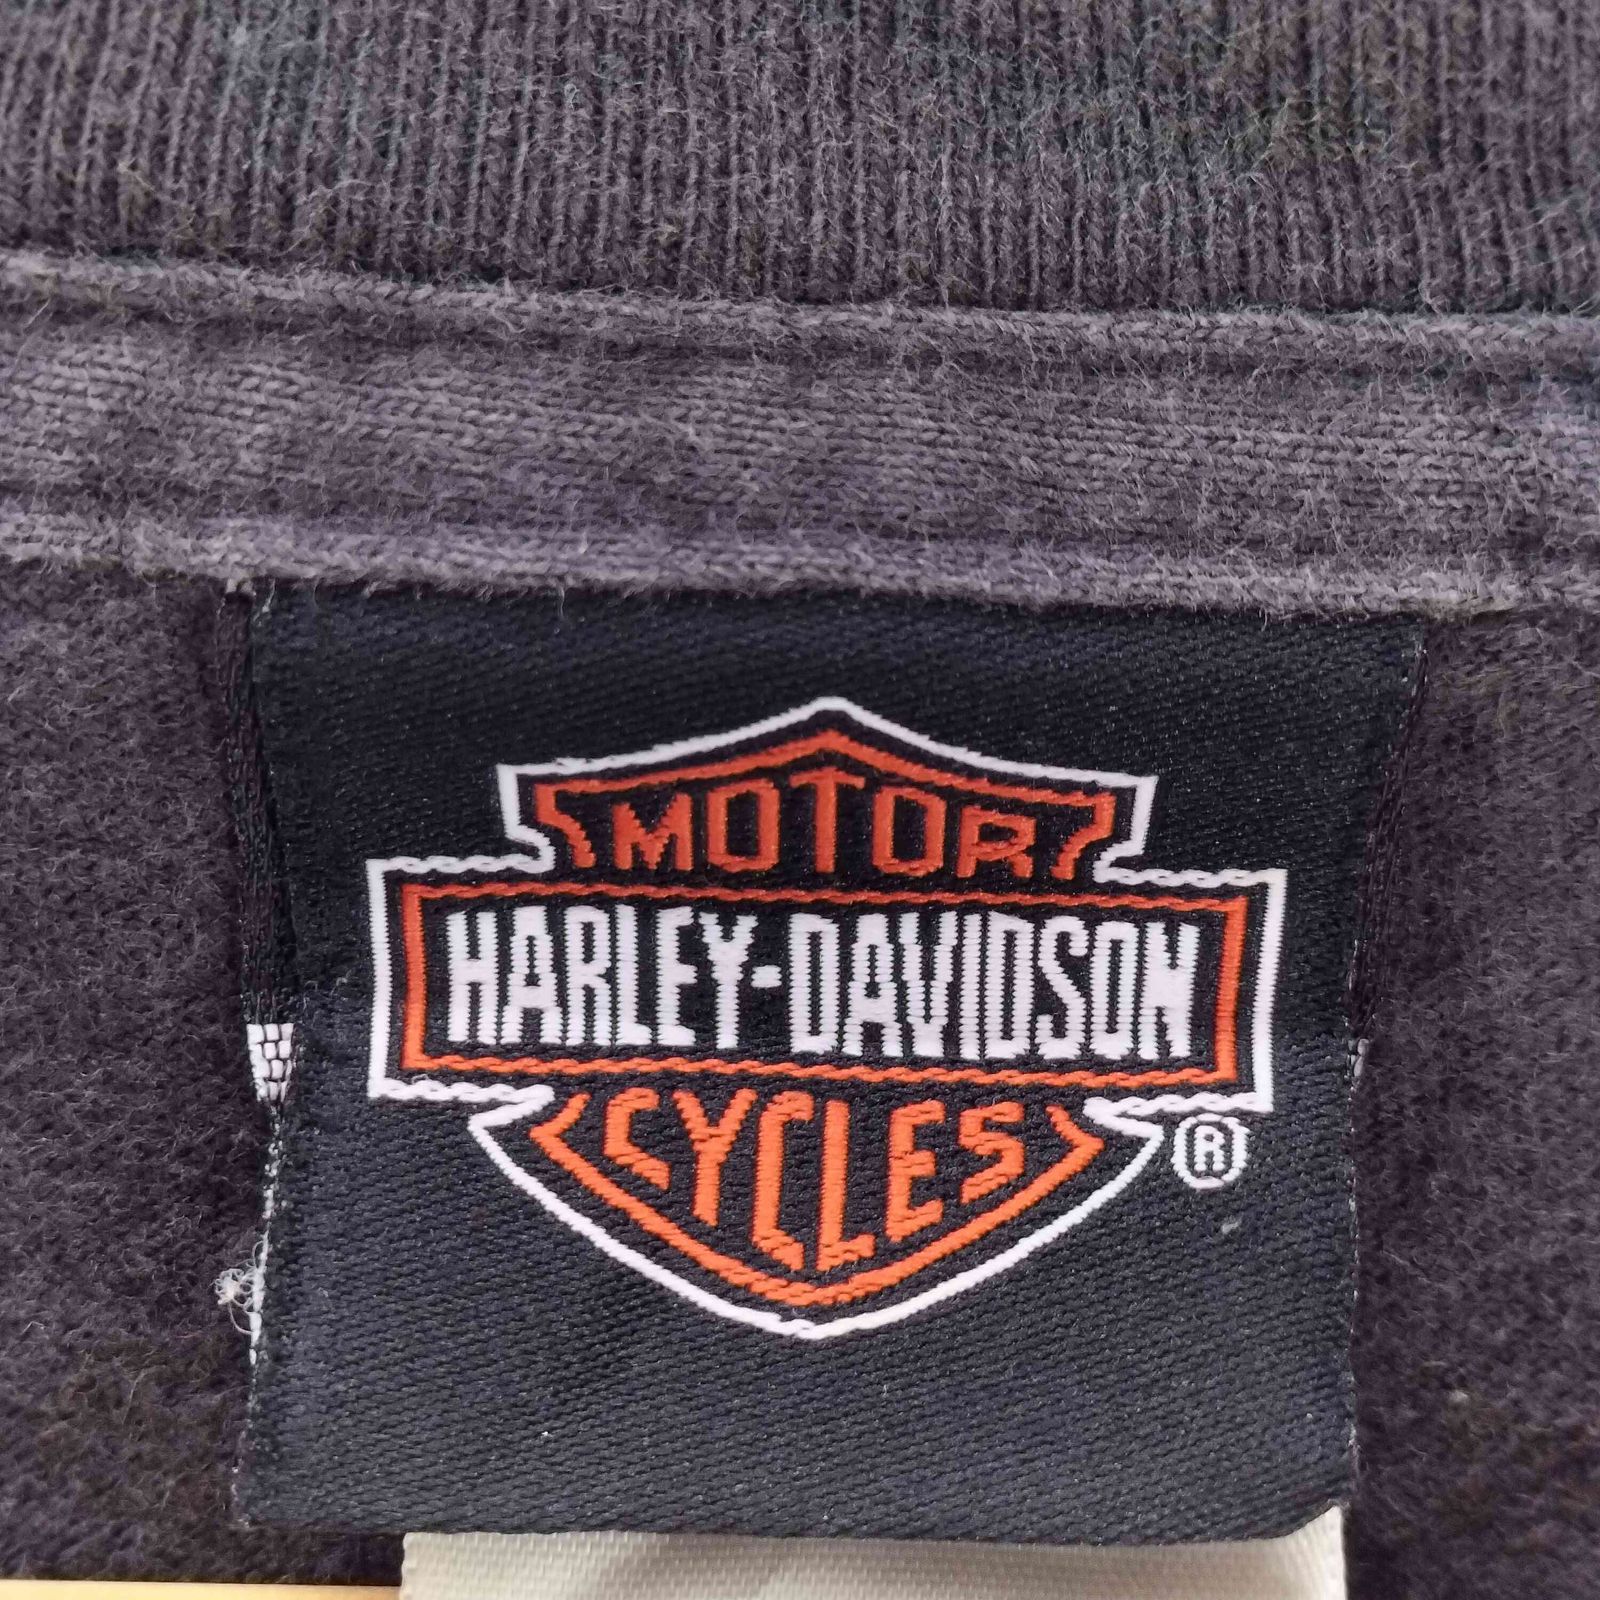 MOTOR
HARLEY-DAVIDSON
CYCLES
®